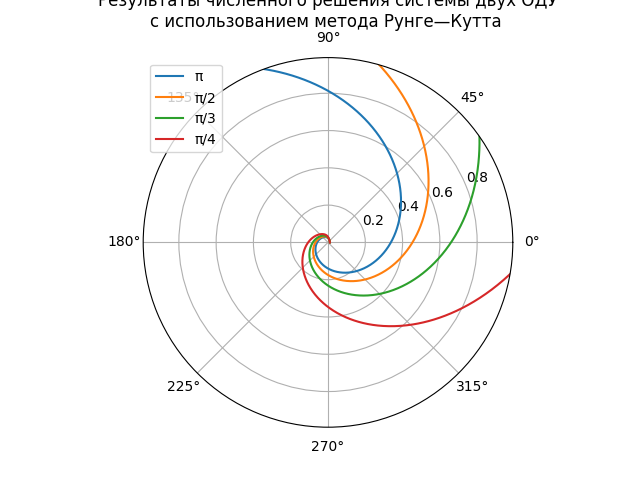 Результаты численного решения системы двух ОДУ
с использованием метода Рунге—Кутта
90°
π
π/2
π/3
π/4
135°
45°
0.8
0.6
0.4
0.2
180°
0°
225°
315°
270°